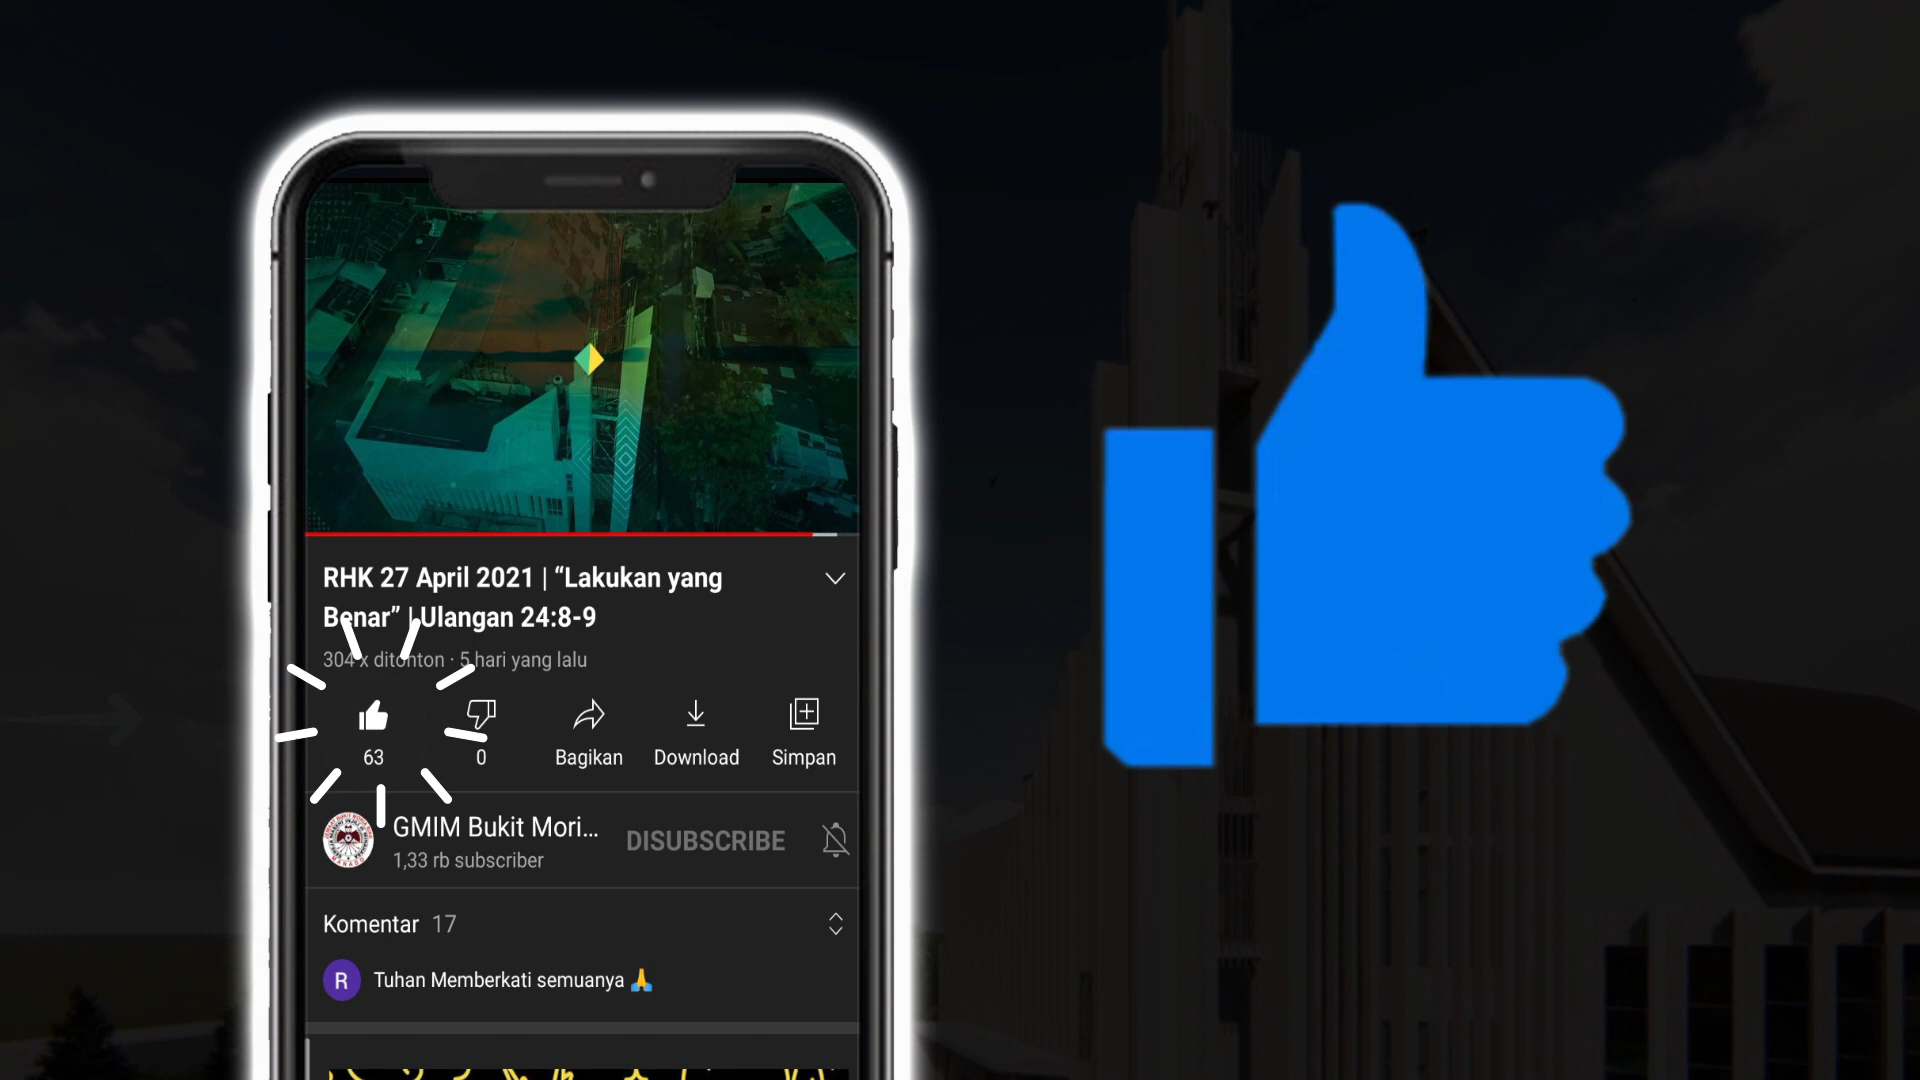 RHK 27 April 2021 | “Lakukan yang
Benar” | Ulangan 24:8-9
304 x ditonton · 5 hari yang lalu
63
0
Bagikan
Download
Simpan
GMIM Bukit Mori...
1,33 rb subscriber
DISUBSCRIBE
Komentar 17
R
Tuhan Memberkati semuanya 🙏